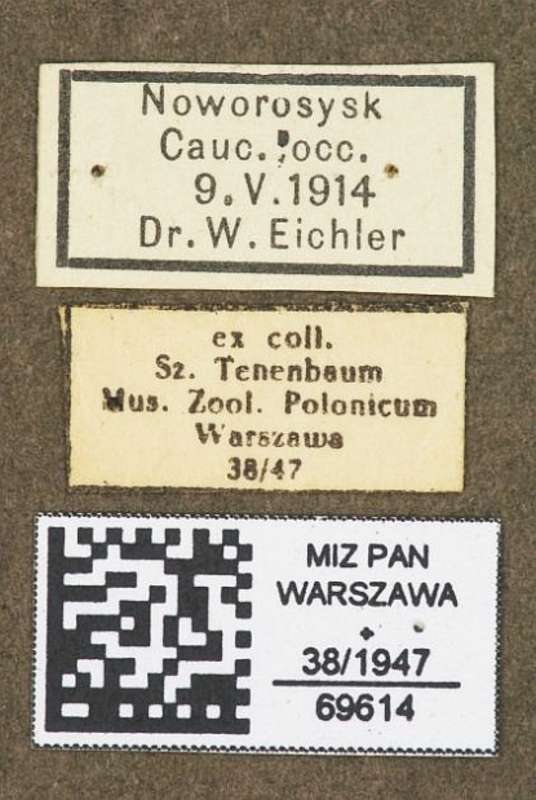 Noworosysk
Cauc. occ.
9.V.1914
Dr. W. Eichler
ex coll.
Sz. Tenenbaum
Mus. Zool. Polonicum
Warszawa
38/47
MIZ PAN
WARSZAWA
38/1947
69614